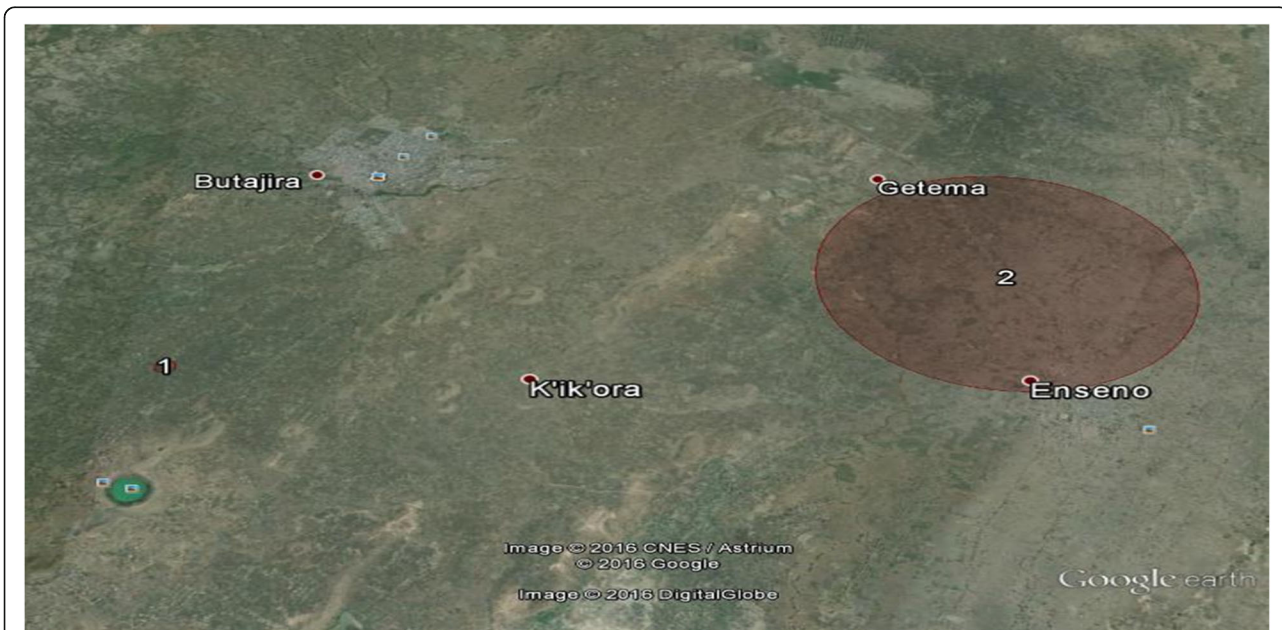 Butajira
Getema
2
1
K'ik'ora
Enseno
Image © 2016 CNES / Astrium
© 2016 Google
Image © 2016 DigitalGlobe
Google earth